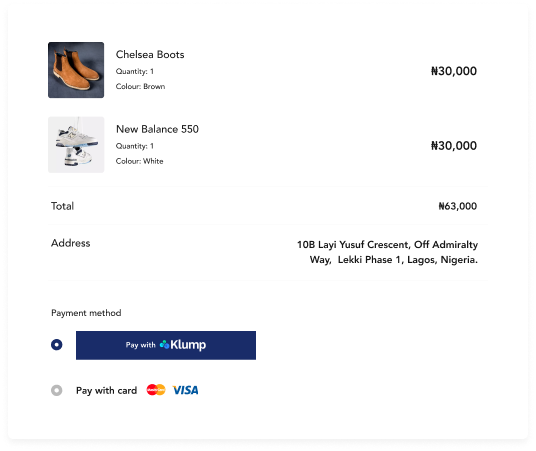 Chelsea Boots
Quantity: 1
Colour: Brown
₦30,000
New Balance 550
Quantity: 1
Colour: White
₦30,000
Total
₦63,000
Address
10B Layi Yusuf Crescent, Off Admiralty
Way, Lekki Phase 1, Lagos, Nigeria.
Payment method
Pay with Klump
Pay with card
VISA